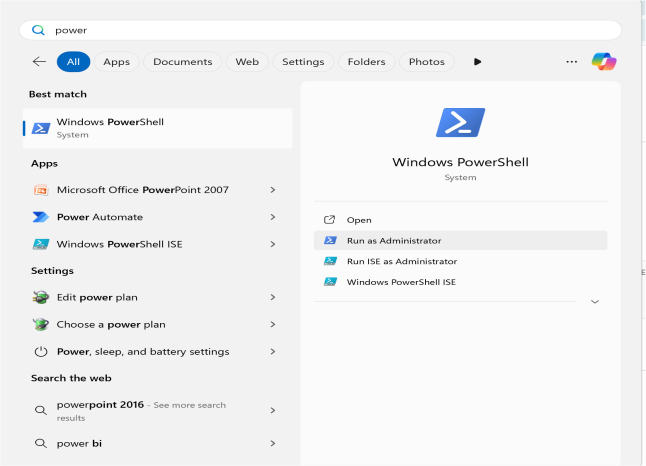 power
All Apps Documents Web Settings Folders Photos ...
Best match
Windows PowerShell
System
Apps
Microsoft Office PowerPoint 2007
Power Automate
Windows PowerShell ISE
Settings
Edit power plan
Choose a power plan
Power, sleep, and battery settings
Search the web
powerpoint 2016 - See more search
results
power bi
Windows PowerShell
System
Open
Run as Administrator
Run ISE as Administrator
Windows PowerShell ISE
E